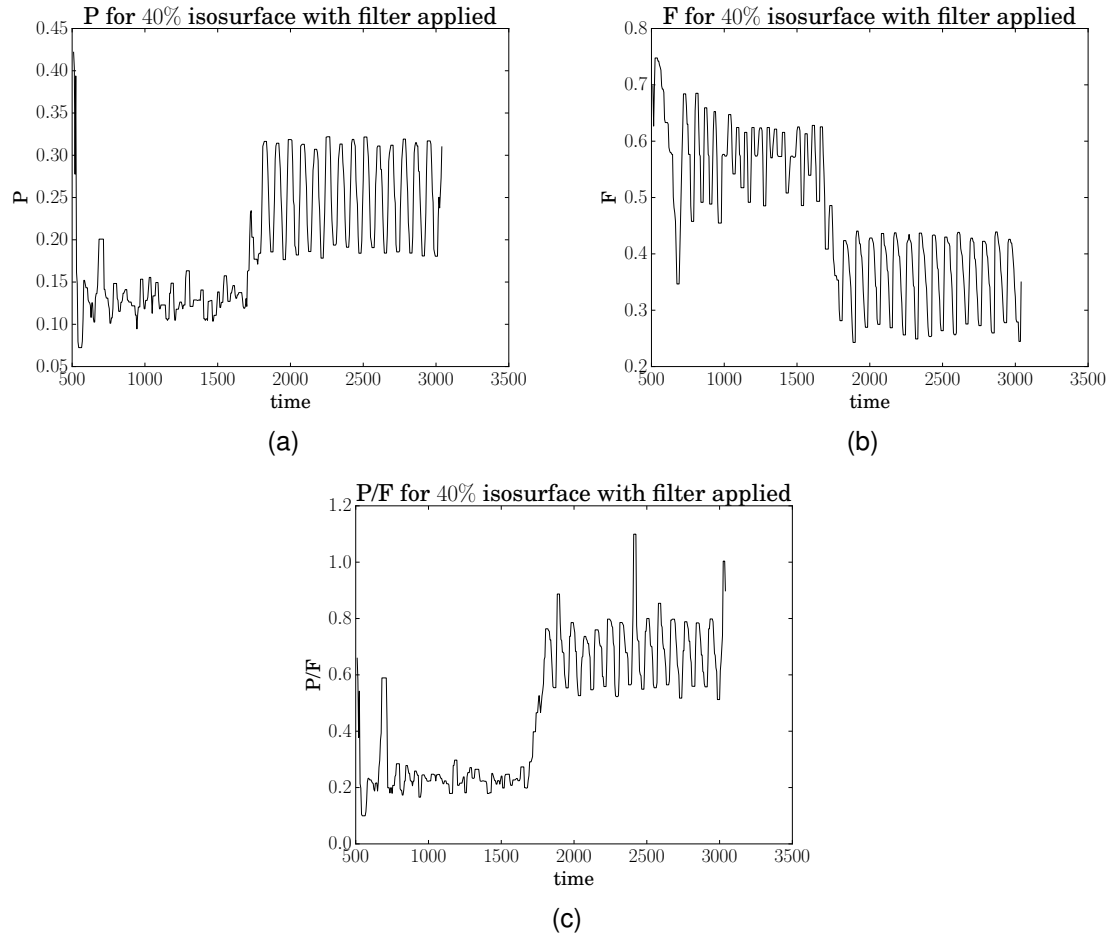 P for 40% isosurface with filter applied
0.45
0.40
0.35
0.30
0.25
0.20
0.15
0.10
0.05
P
500 1000 1500 2000 2500 3000 3500
time
(a)
F for 40% isosurface with filter applied
0.8
0.7
0.6
0.5
0.4
0.3
0.2
F
500 1000 1500 2000 2500 3000 3500
time
(b)
P/F for 40% isosurface with filter applied
1.2
1.0
0.8
0.6
0.4
0.2
0.0
P/F
500 1000 1500 2000 2500 3000 3500
time
(c)